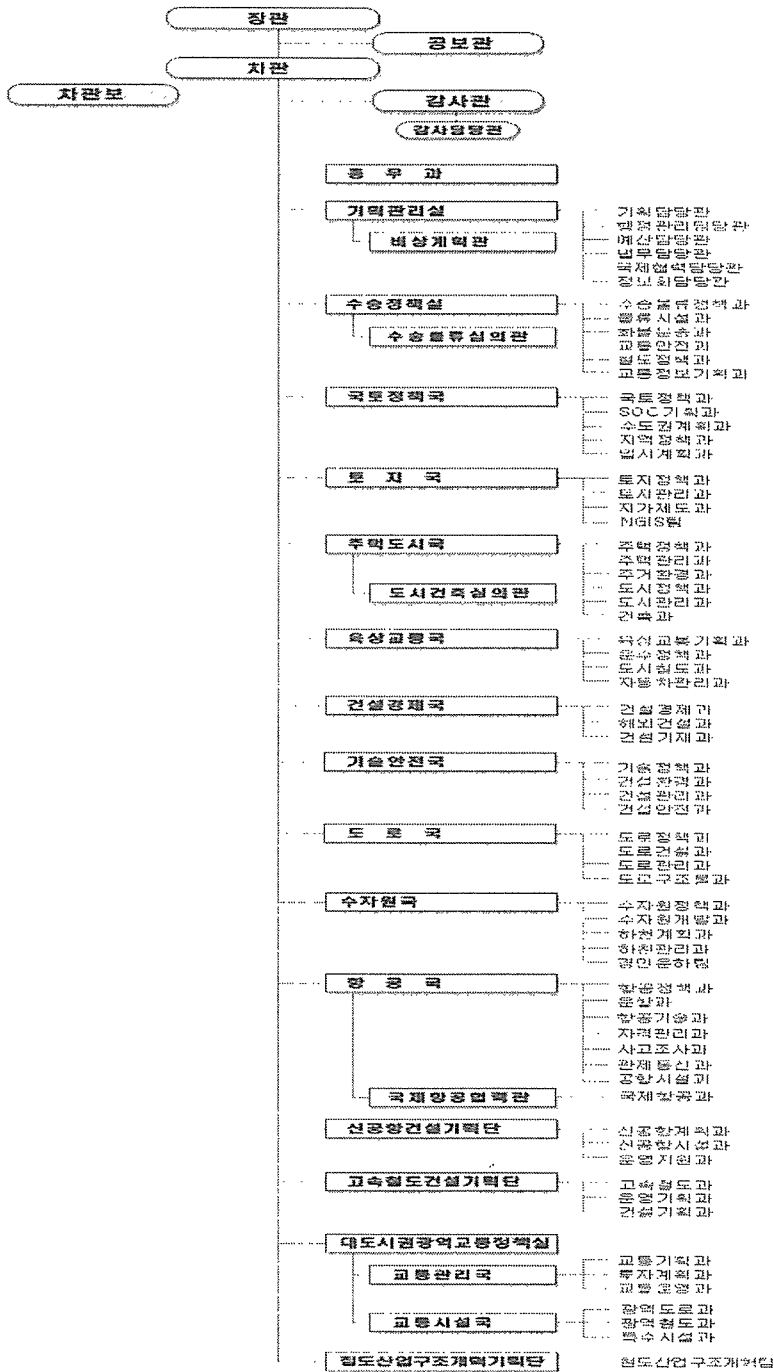 장관
공보관
차관
차관보
감사관
감사담당관
총 무 과
기획관리실
비상계획관
기획담당관
행정관리담당관
예산담당관
법무담당관
국제협력담당관
정보화담당관
수송정책실
수송물류심의관
수송물류정책과
물류시설과
화물운송과
교통안전과
철도정책과
교통정보기획과
국토정책국
국토정책과
SOC기획과
수도권계획과
지역정책과
입지계획과
토 지 국
토지정책과
토지관리과
지가제도과
NGIS팀
주택도시국
도시건축심의관
주택정책과
주택관리과
주거환경과
도시정책과
도시관리과
건축과
육상교통국
육상교통기획과
운수정책과
도시철도과
자동차관리과
건설경제국
건설경제과
해외건설과
건설기재과
기술안전국
기술정책과
건설환경과
건설관리과
건설안전과
도 로 국
도로정책과
도로건설과
도로관리과
도로구조물과
수자원국
수자원정책과
수자원개발과
하천계획과
하천관리과
경인운하팀
항 공 국
항공정책과
운항과
항공기술과
자격관리과
사고조사과
관제통신과
공항시설과
국제항공협력관
국제항공과
신공항건설기획단
신공항계획과
신공항시설과
운영지원과
고속철도건설기획단
고속철도과
운영기획과
건설기획과
대도시권광역교통정책실
교통관리국
교통기획과
투자계획과
교통운영과
교통시설국
광역도로과
광역철도과
특수시설과
철도산업구조개혁기획단
철도산업구조개혁팀